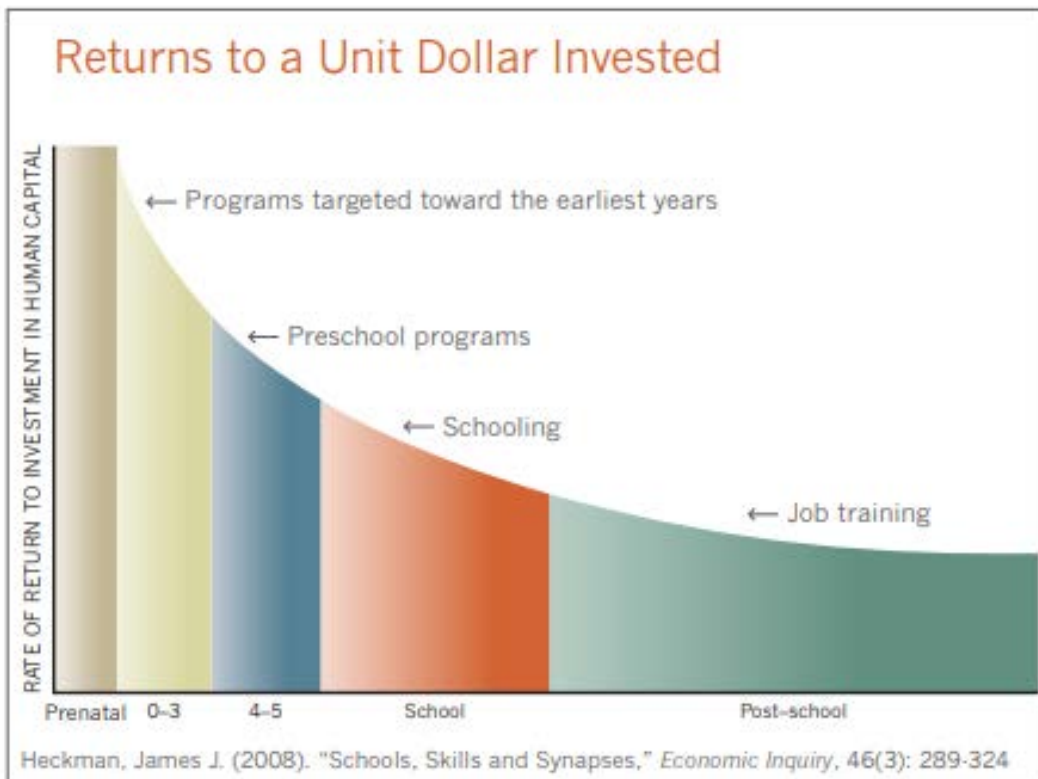 Returns to a Unit Dollar Invested
RATE OF RETURN TO INVESTMENT IN HUMAN CAPITAL
← Programs targeted toward the earliest years
← Preschool programs
← Schooling
← Job training
Prenatal 0–3 4–5 School Post–school
Heckman, James J. (2008). “Schools, Skills and Synapses,” Economic Inquiry, 46(3): 289-324